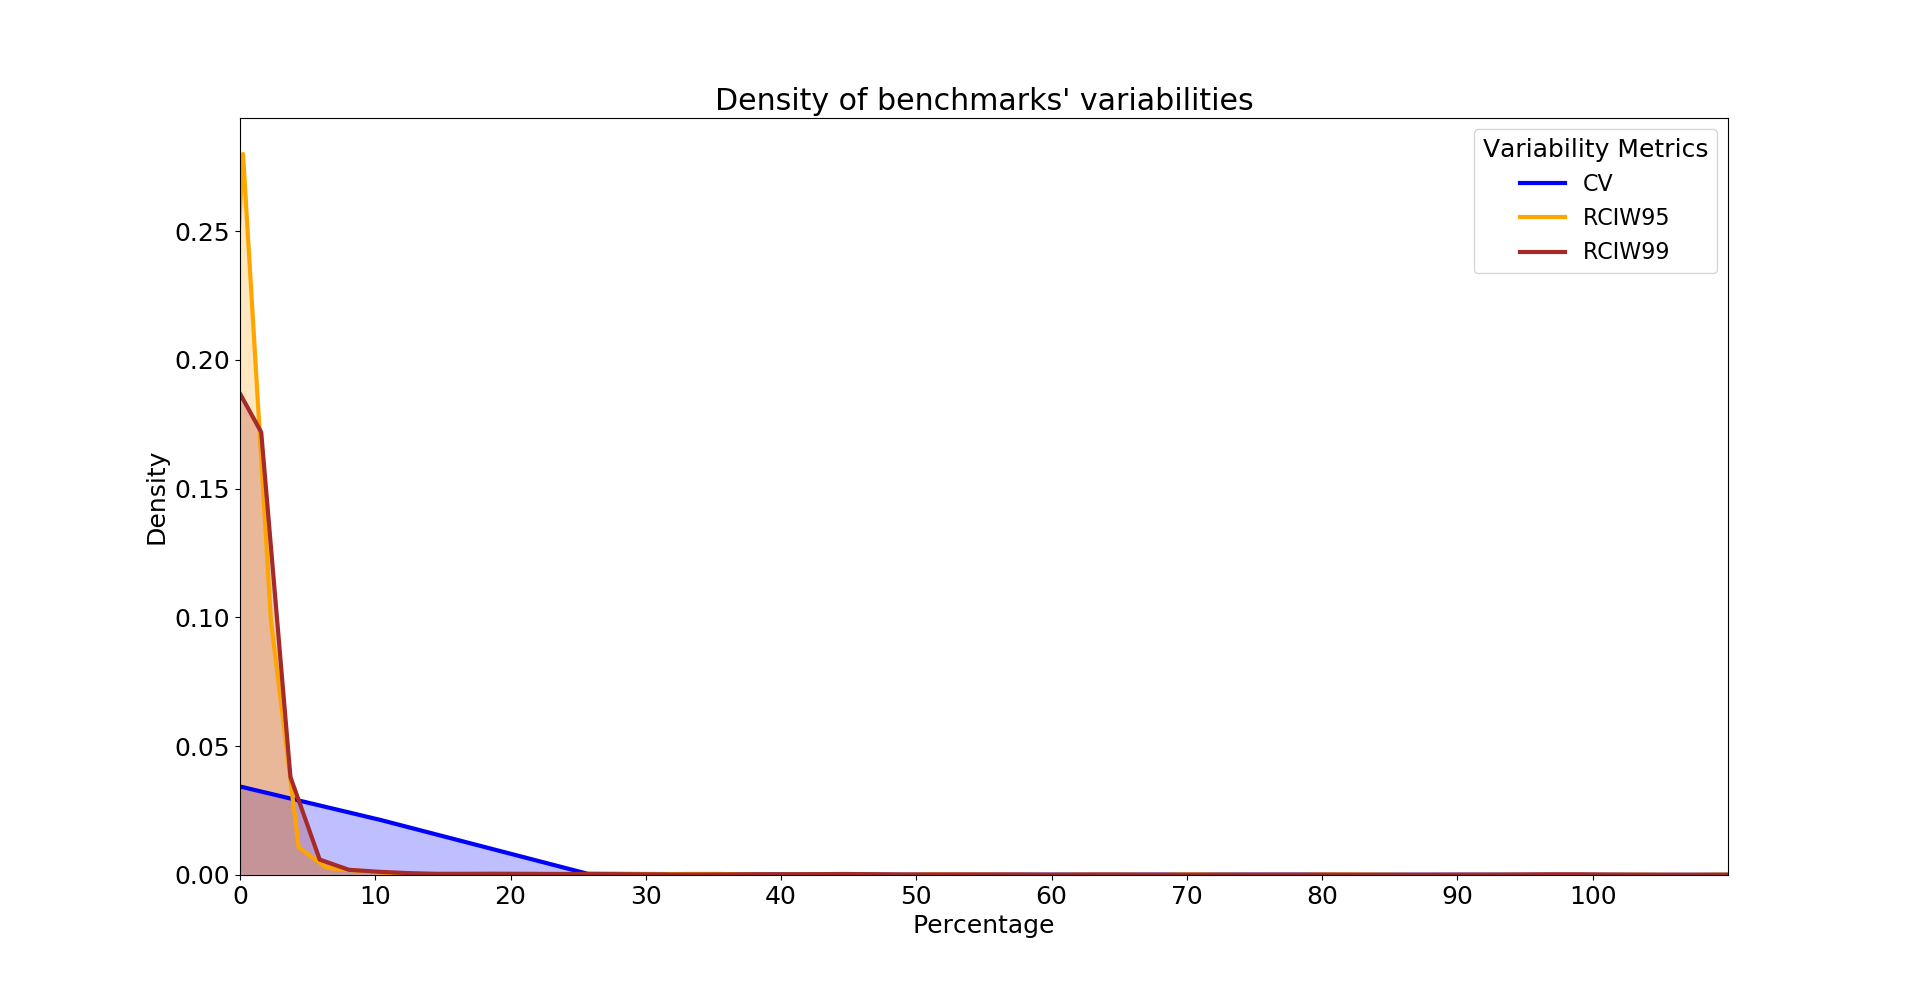 Density of benchmarks' variabilities
Variability Metrics
CV
RCIW95
RCIW99
Density
0.25
0.20
0.15
0.10
0.05
0.00
0 10 20 30 40 50 60 70 80 90 100
Percentage